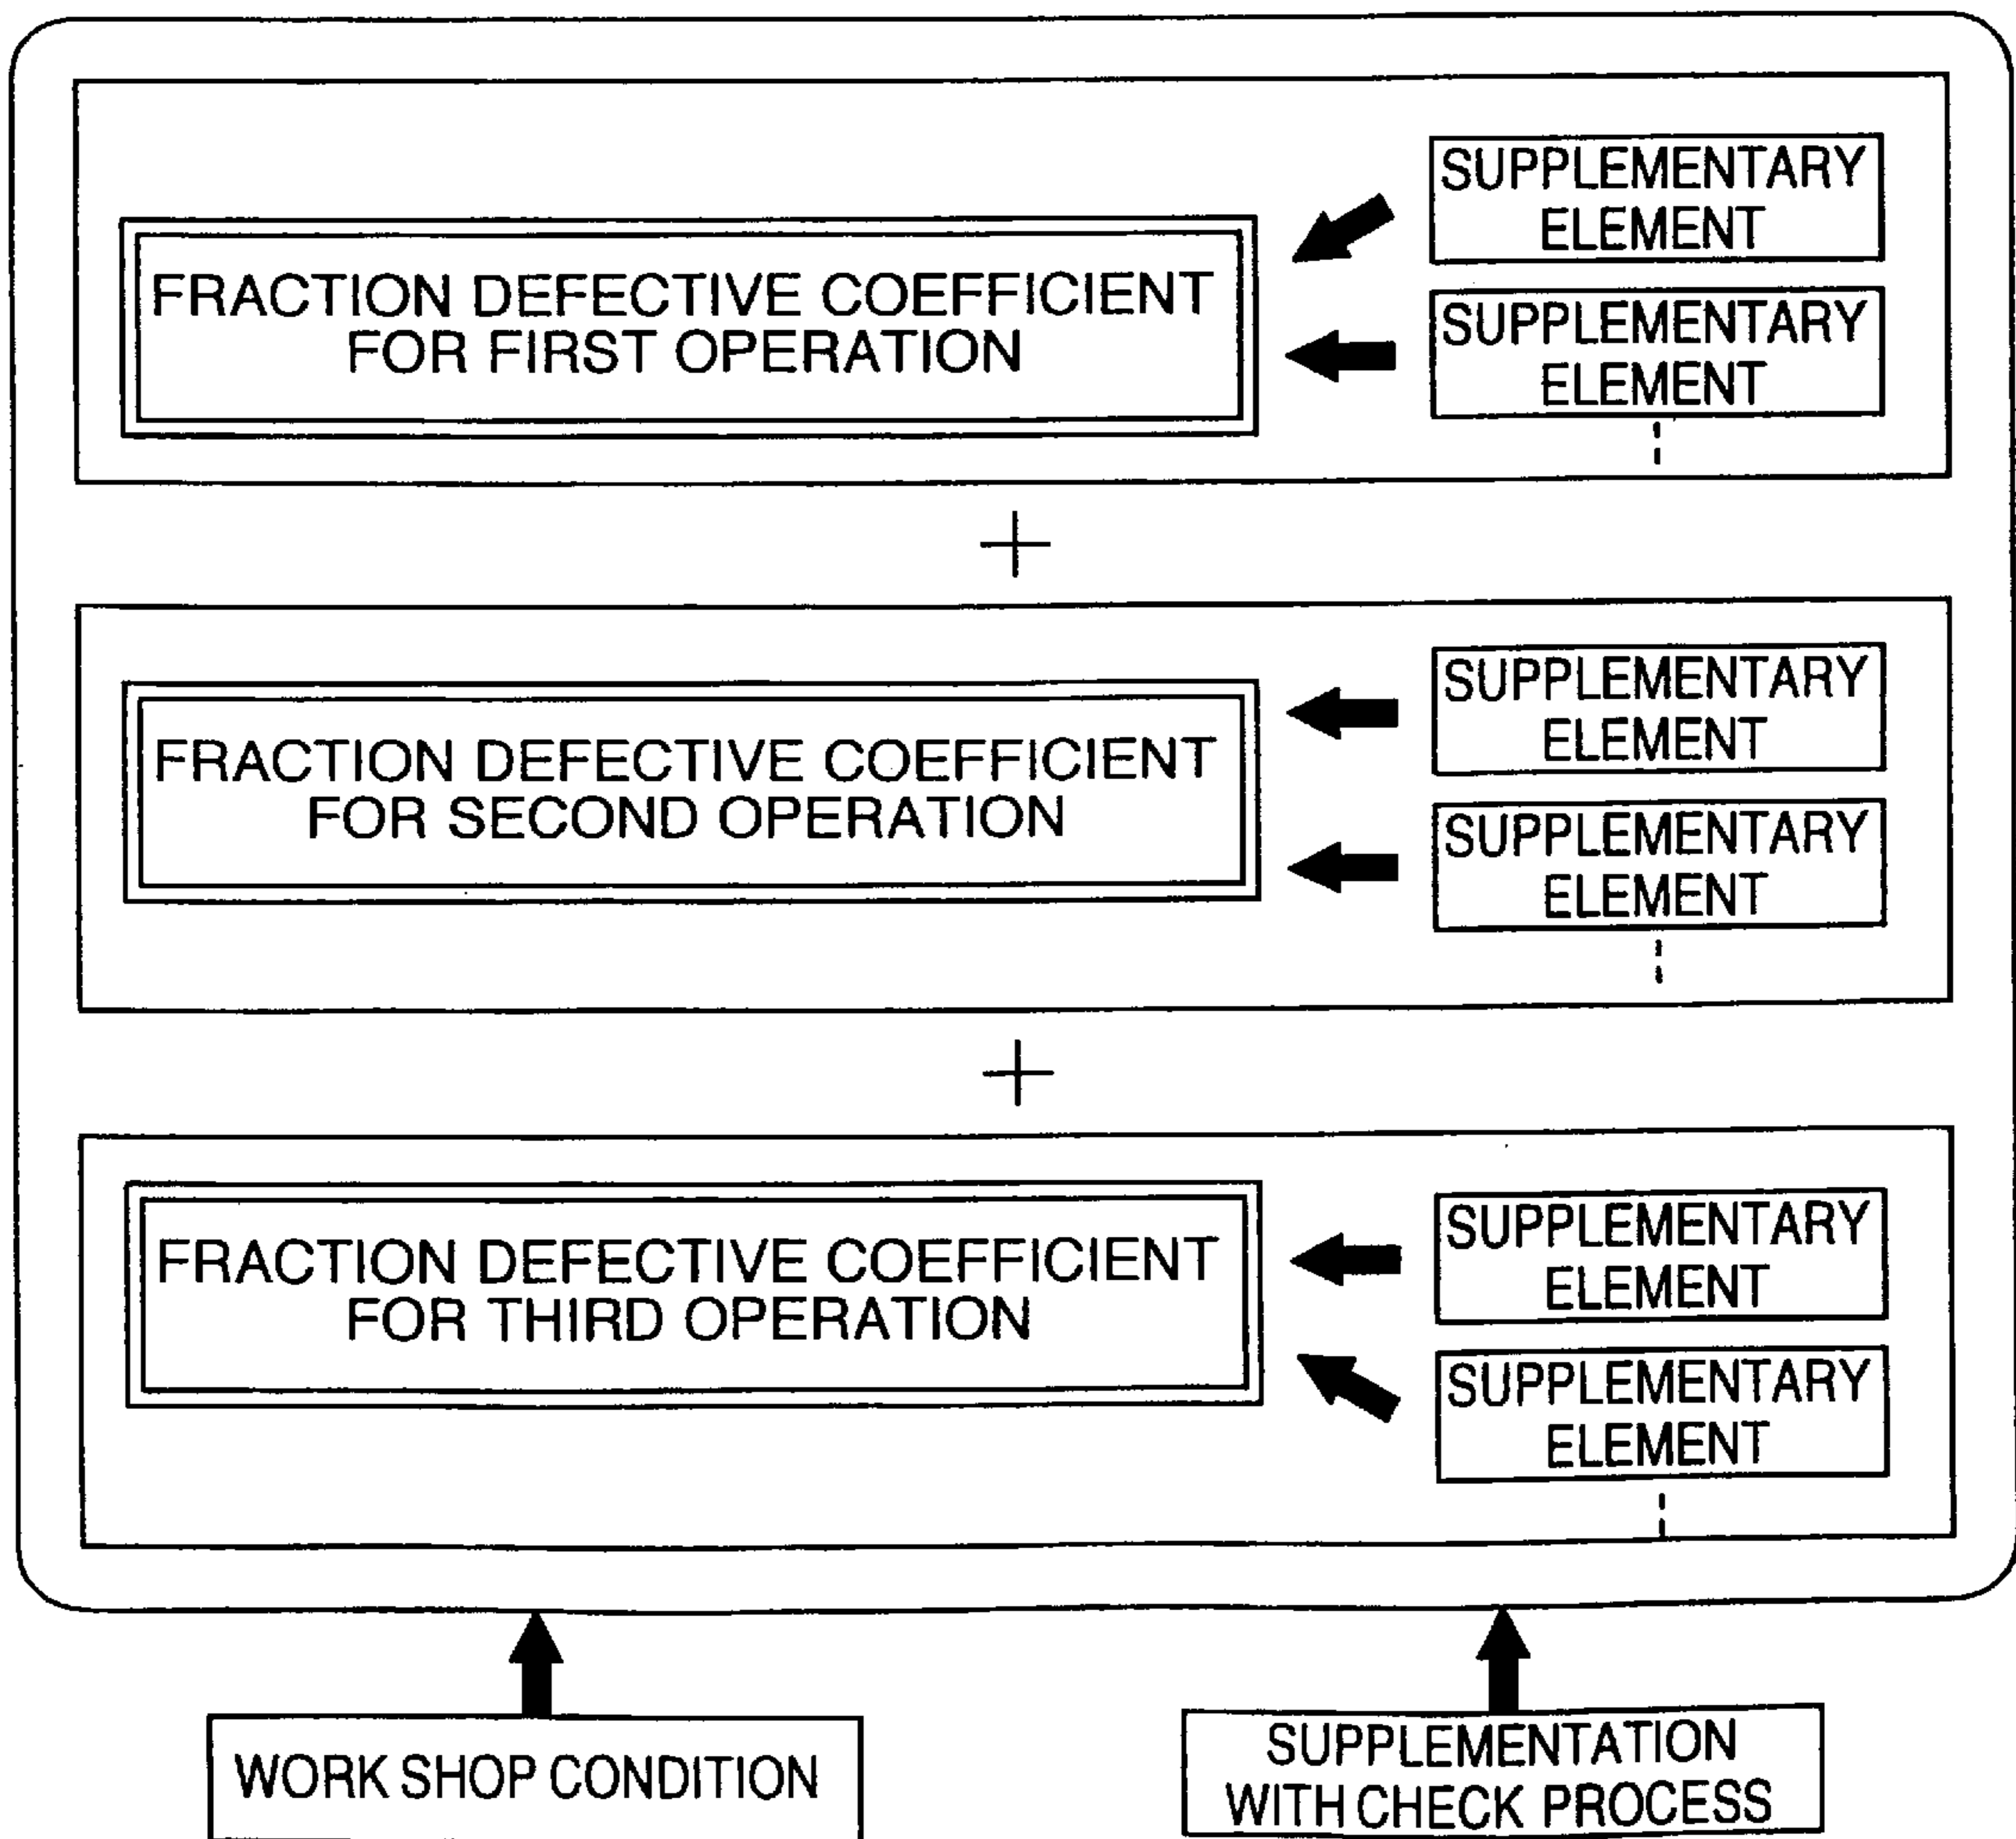 SUPPLEMENTARY
ELEMENT
FRACTION DEFECTIVE COEFFICIENT
FOR FIRST OPERATION
SUPPLEMENTARY
ELEMENT
+
SUPPLEMENTARY
ELEMENT
FRACTION DEFECTIVE COEFFICIENT
FOR SECOND OPERATION
SUPPLEMENTARY
ELEMENT
+
SUPPLEMENTARY
ELEMENT
FRACTION DEFECTIVE COEFFICIENT
FOR THIRD OPERATION
SUPPLEMENTARY
ELEMENT
WORK SHOP CONDITION
SUPPLEMENTATION
WITH CHECK PROCESS